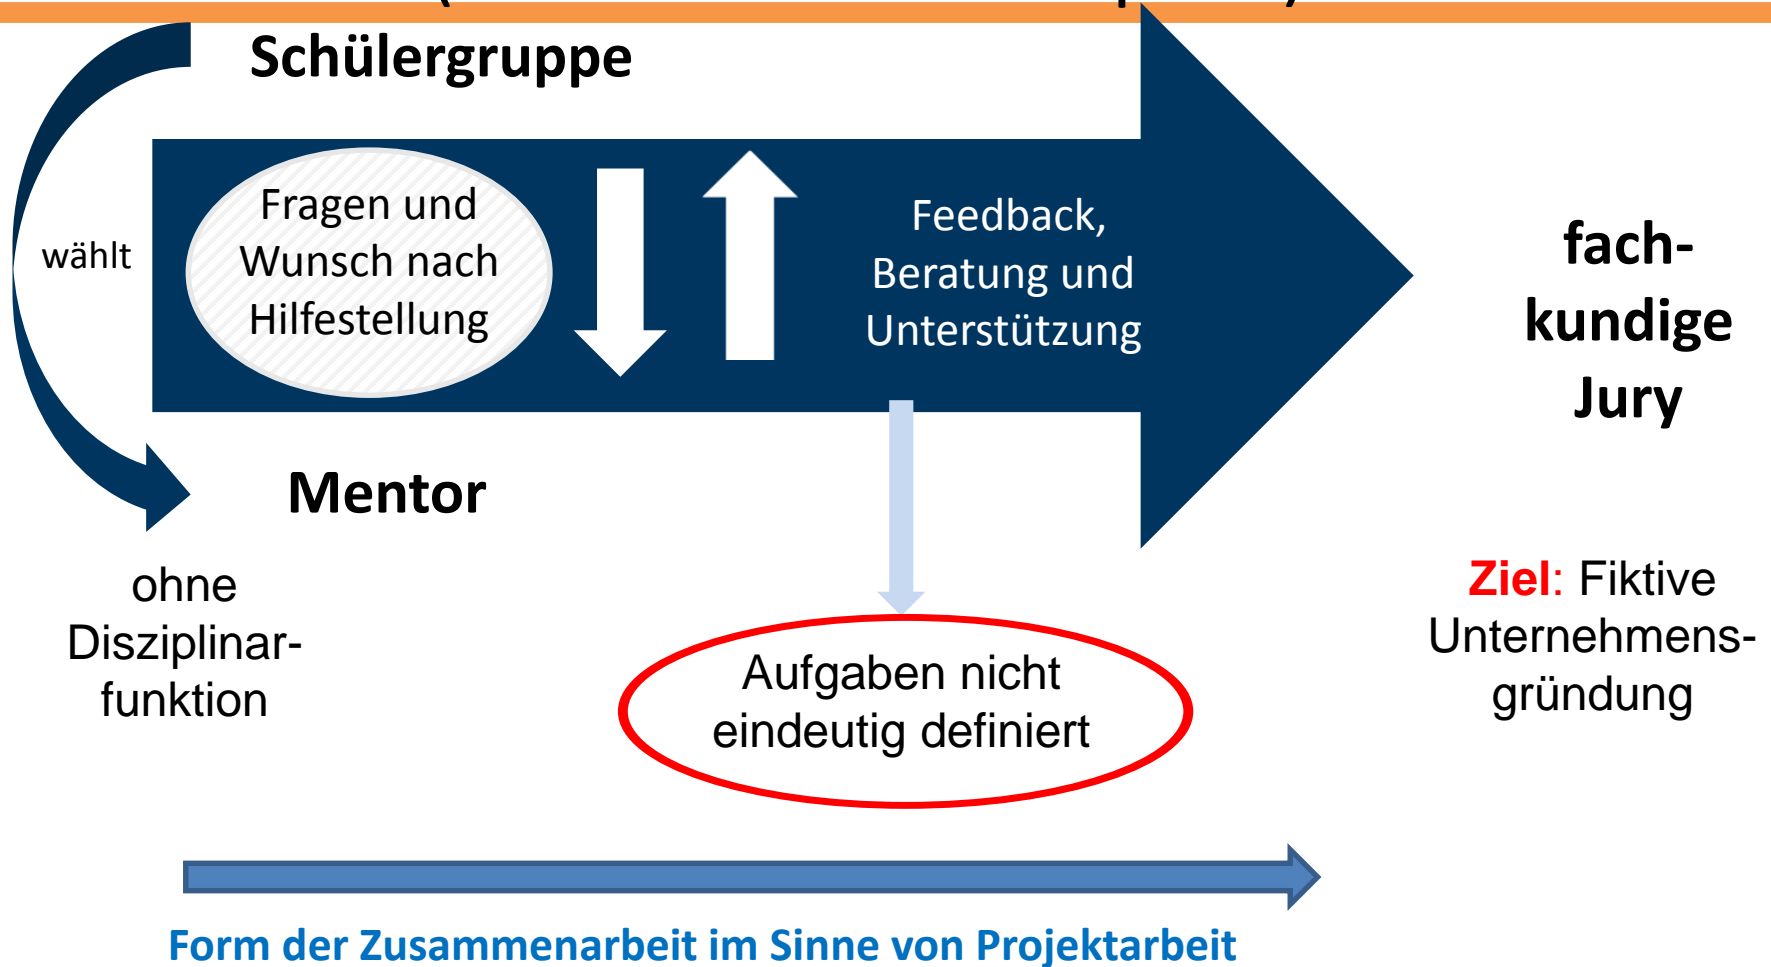 Schülergruppe
wählt
Fragen und
Wunsch nach
Hilfestellung
Feedback,
Beratung und
Unterstützung
fach-
kundige
Jury
Mentor
ohne
Disziplinar-
funktion
Aufgaben nicht
eindeutig definiert
Ziel: Fiktive
Unternehmens-
gründung
Form der Zusammenarbeit im Sinne von Projektarbeit